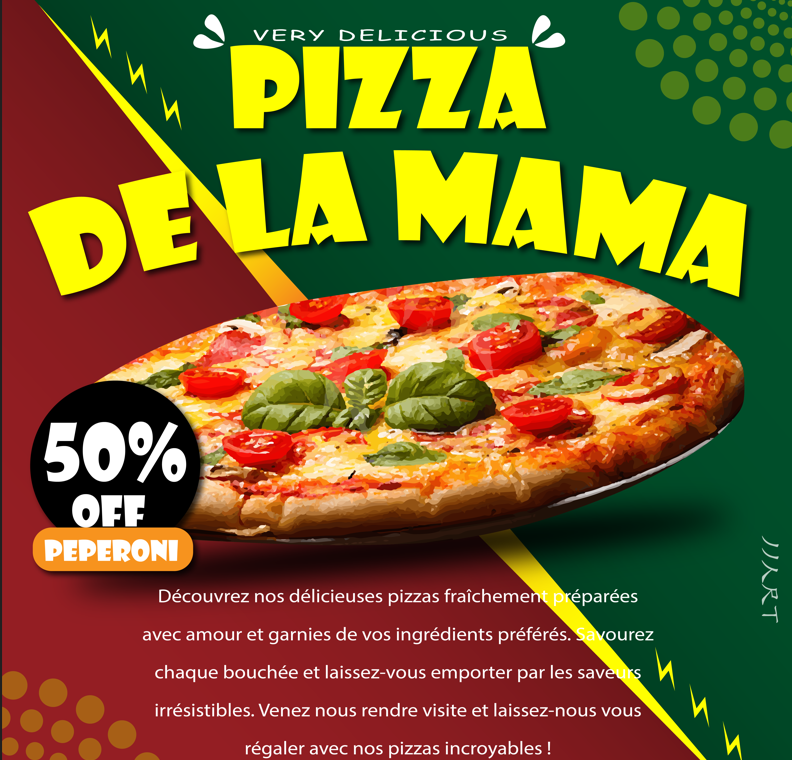 VERY DELICIOUS
PIZZA
DE LA MAMA
50%
OFF
PEPERONI
Découvrez nos délicieuses pizzas fraîchement préparées
avec amour et garnies de vos ingrédients préférés. Savourez
chaque bouchée et laissez-vous emporter par les saveurs
irrésistibles. Venez nous rendre visite et laissez-nous vous
régaler avec nos pizzas incroyables !